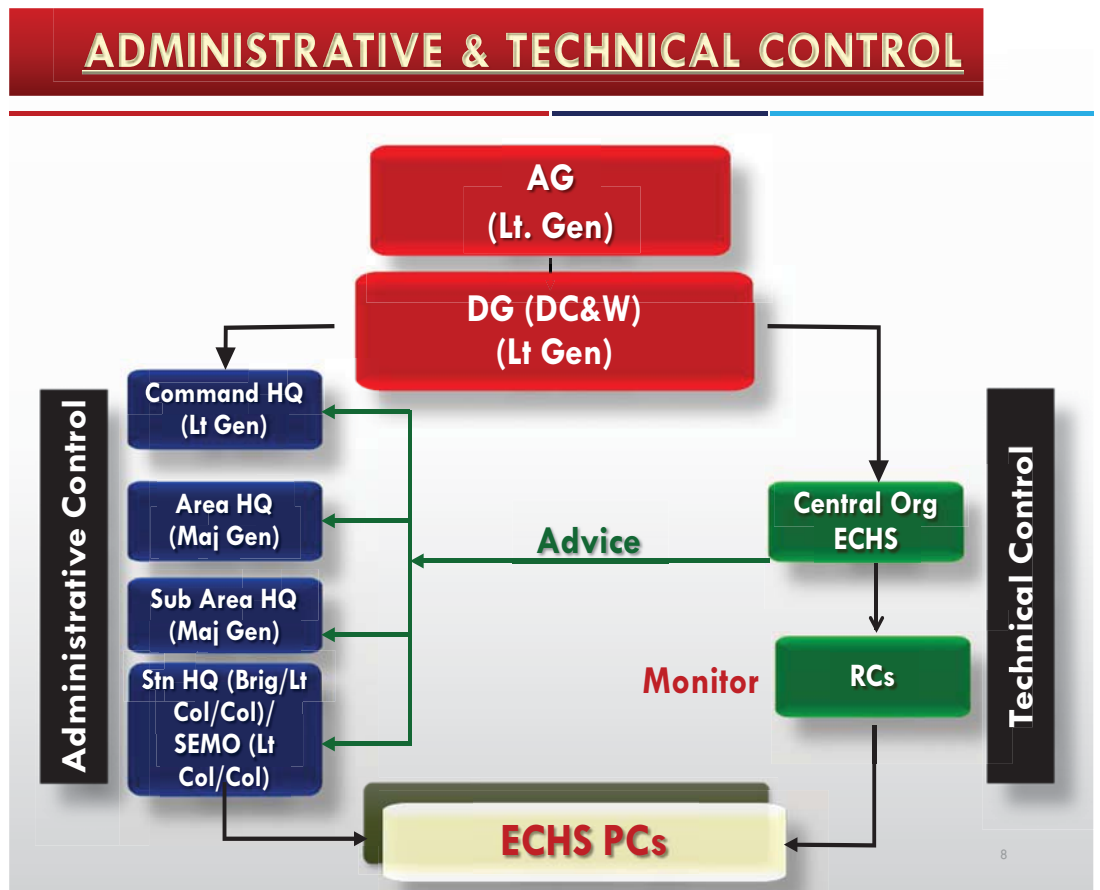 ADMINISTRATIVE & TECHNICAL CONTROL
AG
(Lt. Gen)
DG (DC&W)
(Lt Gen)
Administrative Control
Command HQ
(Lt Gen)
Area HQ
(Maj Gen)
Sub Area HQ
(Maj Gen)
Stn HQ (Brig/Lt
Col/Col)/
SEMO (Lt
Col/Col)
Advice
Central Org
ECHS
Monitor
RCs
Technical Control
ECHS PCs
8